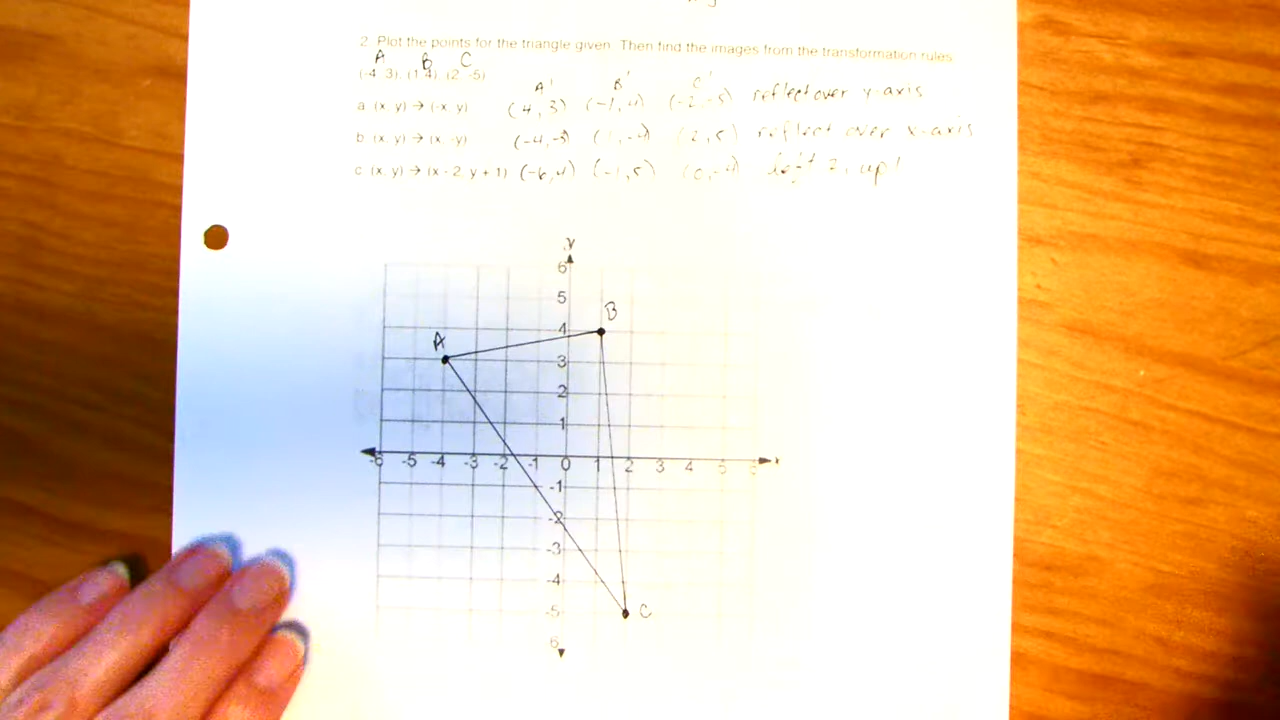 2. Plot the points for the triangle given. Then find the images from the transformation rules.
A B C
(-4, 3), (1, 4), (2, -5)
A' B' C'
a. (x, y) → (-x, y) (4, 3) (-1, 4) (-2, -5) reflect over y-axis
b. (x, y) → (x, -y) (-4, -3) (1, -4) (2, 5) reflect over x-axis
c. (x, y) → (x - 2, y + 1) (-6, 4) (-1, 5) (0, -4) left 2, up 1
y
6
5
B
4
A
3
2
1
-6 -5 -4 -3 -2 -1 0 1 2 3 4 5 6 x
-1
-2
-3
-4
-5 C
6